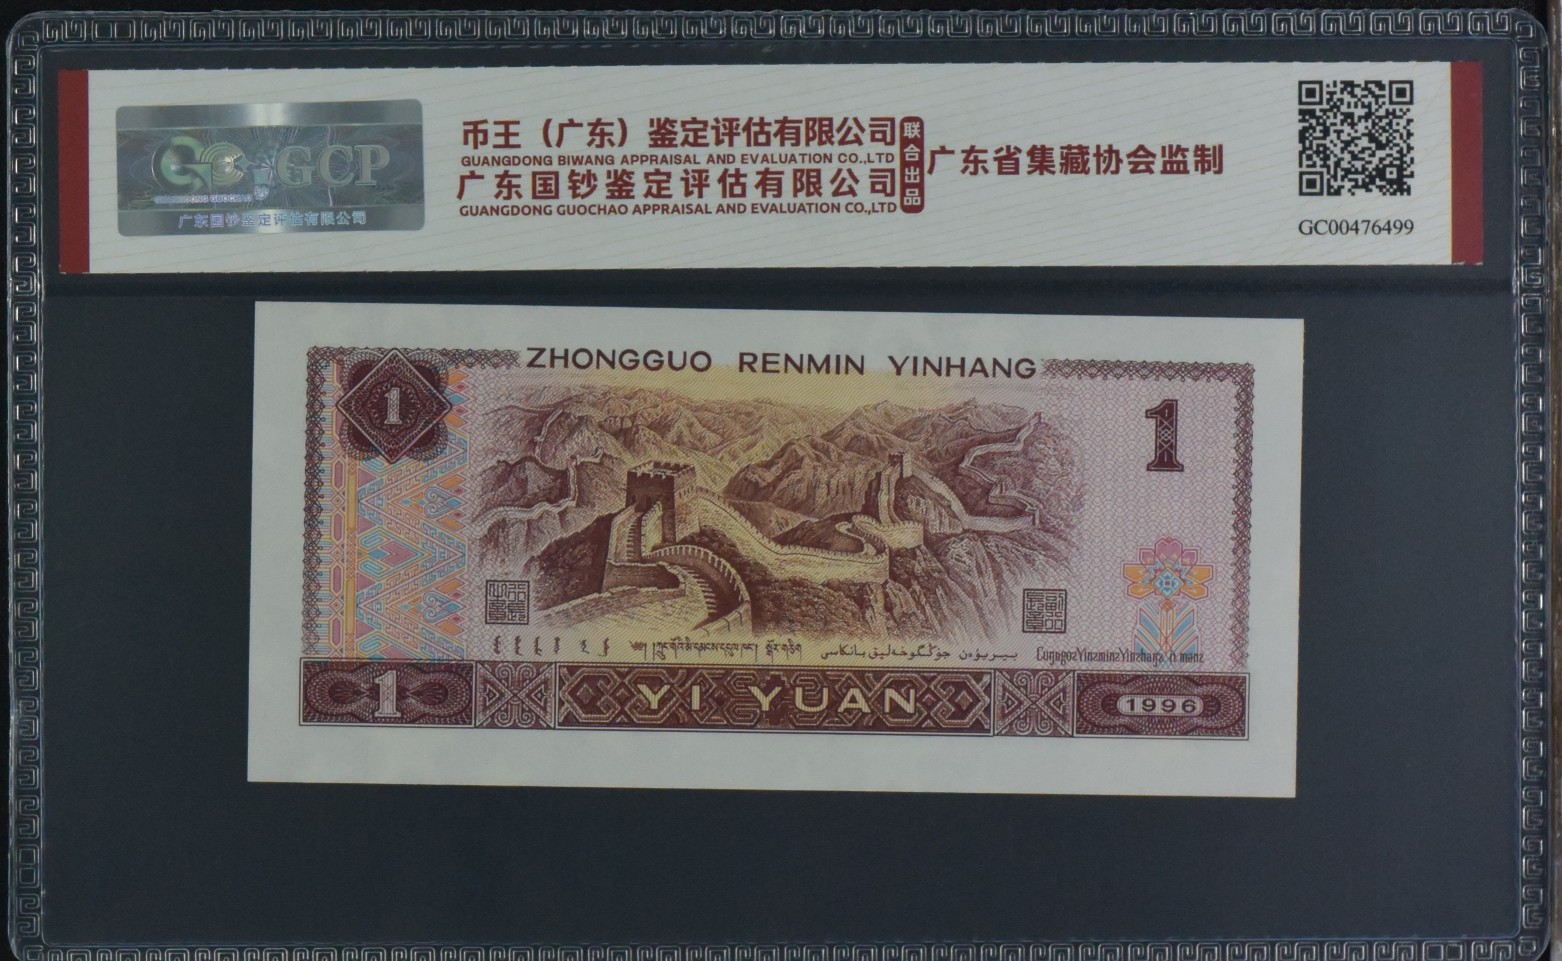 GCP
GUANGDONG GUOCHAO
广东国钞鉴定评估有限公司
币王（广东）鉴定评估有限公司
GUANGDONG BIWANG APPRAISAL AND EVALUATION CO.,LTD
广东国钞鉴定评估有限公司
GUANGDONG GUOCHAO APPRAISAL AND EVALUATION CO.,LTD
联合出品
广东省集藏协会监制
GC00476499
ZHONGGUO RENMIN YINHANG
1
1
1
YI YUAN
1996